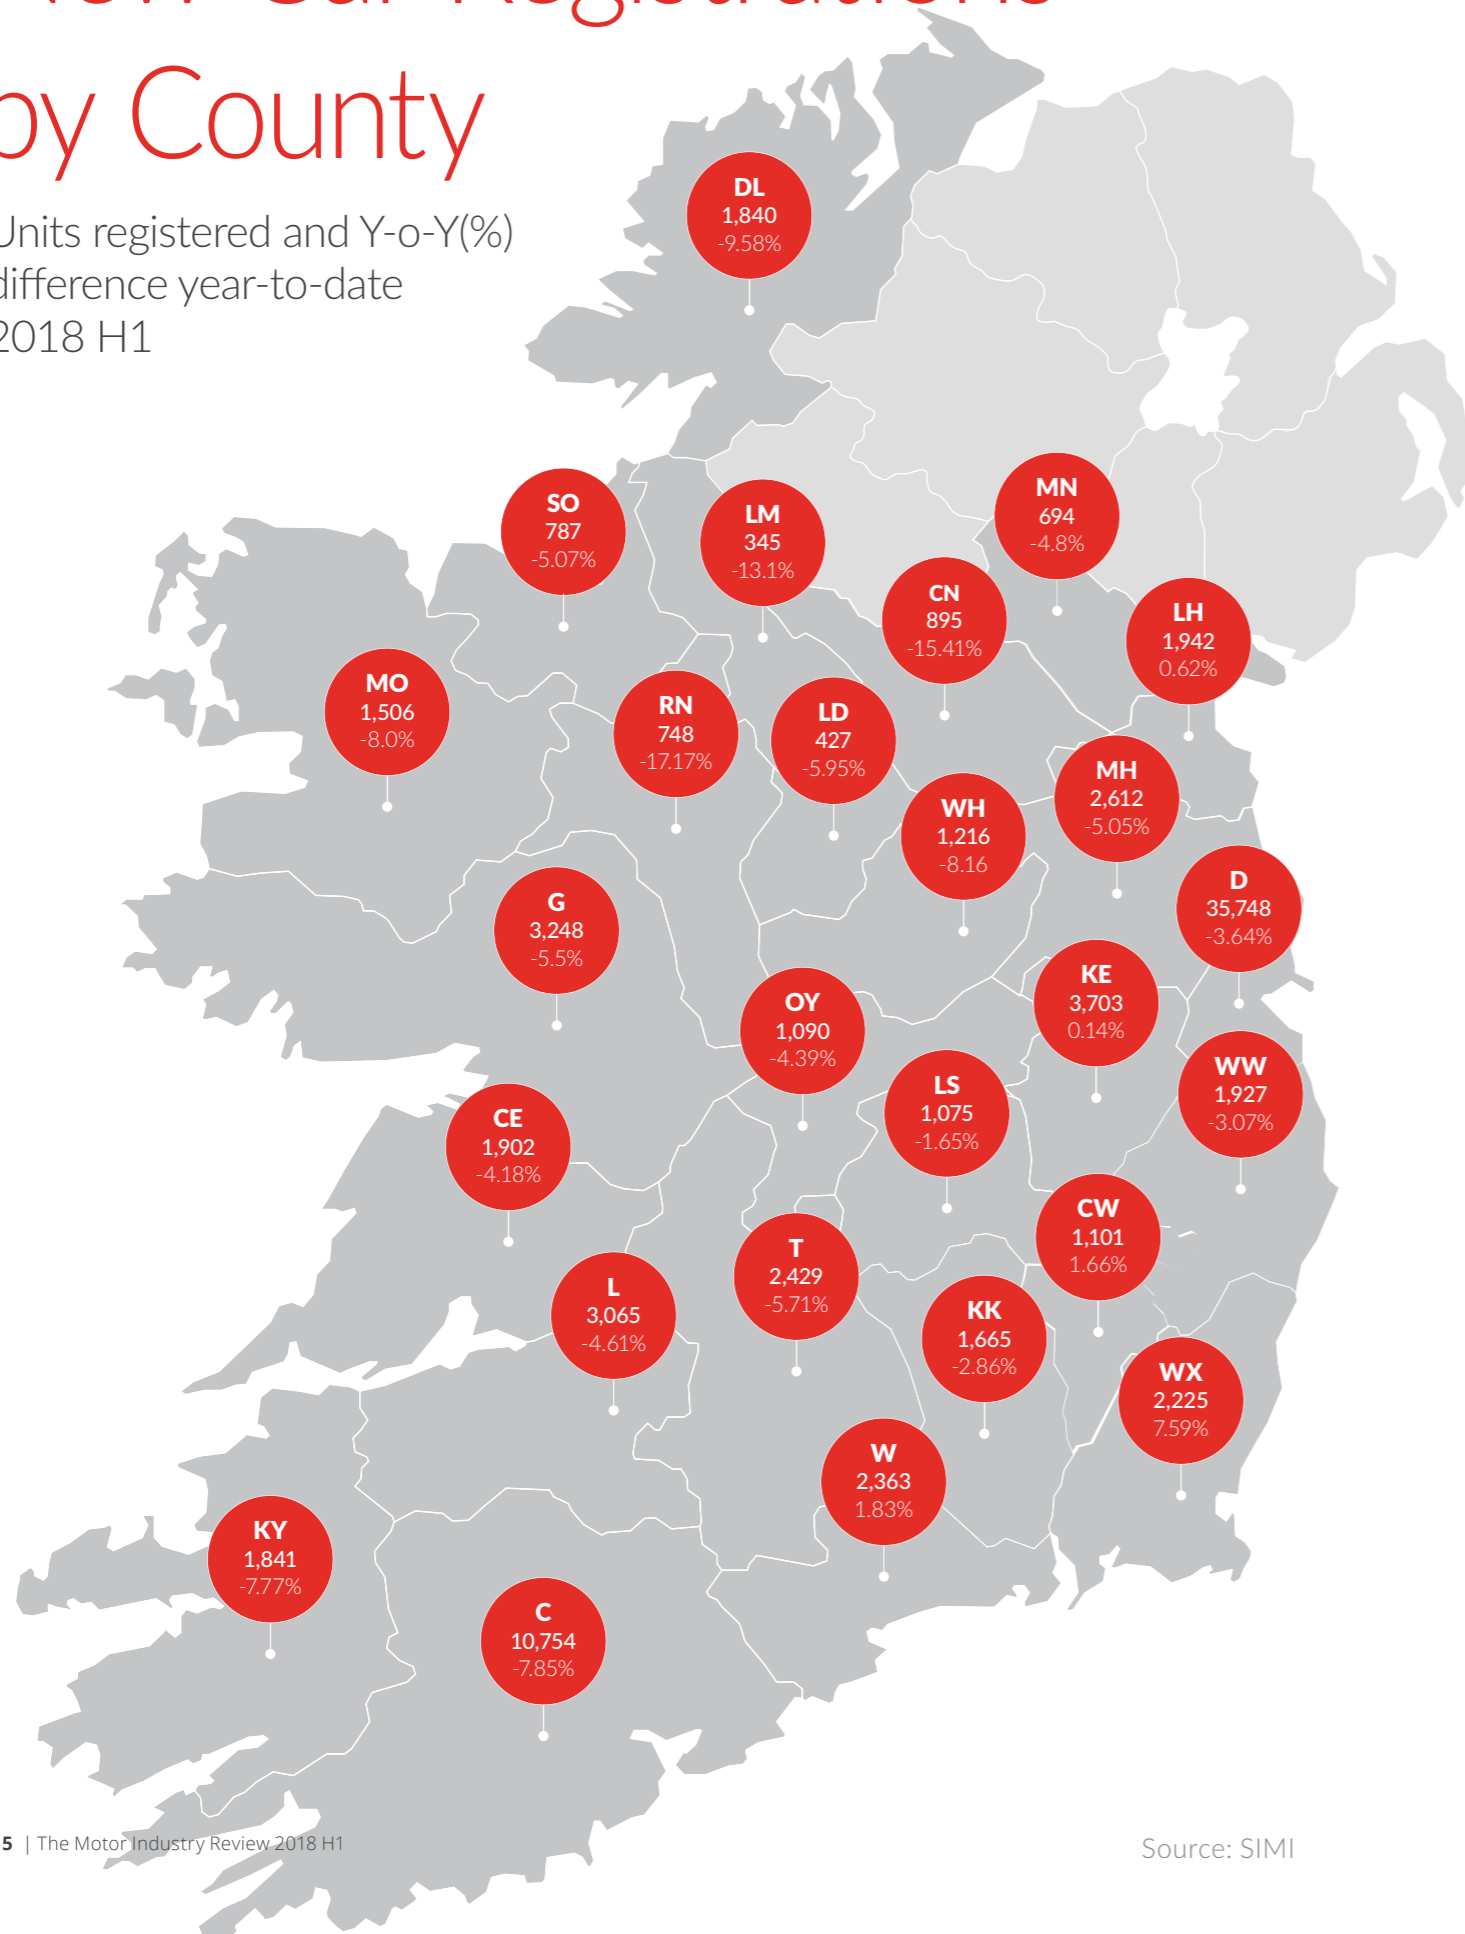 by County
Units registered and Y-o-Y(%)
difference year-to-date
2018 H1
DL
1,840
-9.58%
SO
787
-5.07%
LM
345
-13.1%
MN
694
-4.8%
CN
895
-15.41%
LH
1,942
0.62%
MO
1,506
-8.0%
RN
748
-17.17%
LD
427
-5.95%
WH
1,216
-8.16
MH
2,612
-5.05%
D
35,748
-3.64%
G
3,248
-5.5%
OY
1,090
-4.39%
KE
3,703
0.14%
WW
1,927
-3.07%
LS
1,075
-1.65%
CE
1,902
-4.18%
CW
1,101
1.66%
T
2,429
-5.71%
L
3,065
-4.61%
KK
1,665
-2.86%
WX
2,225
7.59%
W
2,363
1.83%
KY
1,841
-7.77%
C
10,754
-7.85%
5 | The Motor Industry Review 2018 H1
Source: SIMI